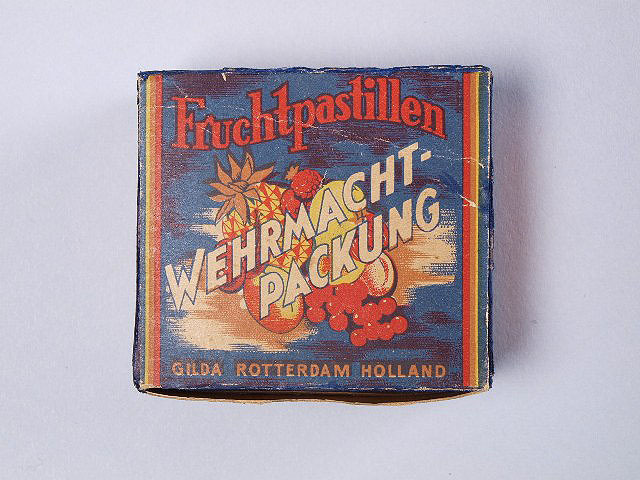 Fruchtpastillen
WEHRMACHT-
PACKUNG
GILDA ROTTERDAM HOLLAND